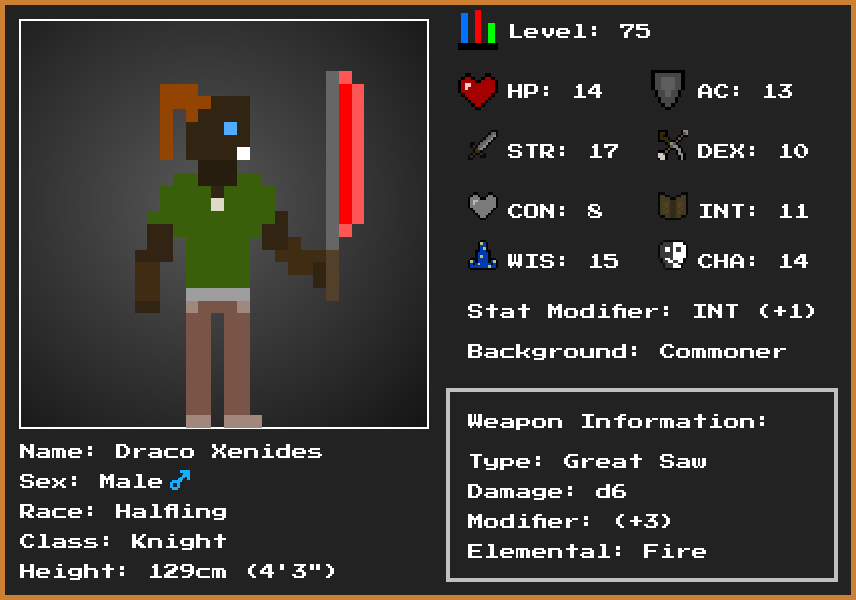 Level: 75
HP: 14
AC: 13
STR: 17
DEX: 10
CON: 8
INT: 11
WIS: 15
CHA: 14
Stat Modifier: INT (+1)
Background: Commoner
Weapon Information:
Type: Great Saw
Damage: d6
Modifier: (+3)
Elemental: Fire
Name: Draco Xenides
Sex: Male ♂
Race: Halfling
Class: Knight
Height: 129cm (4'3")